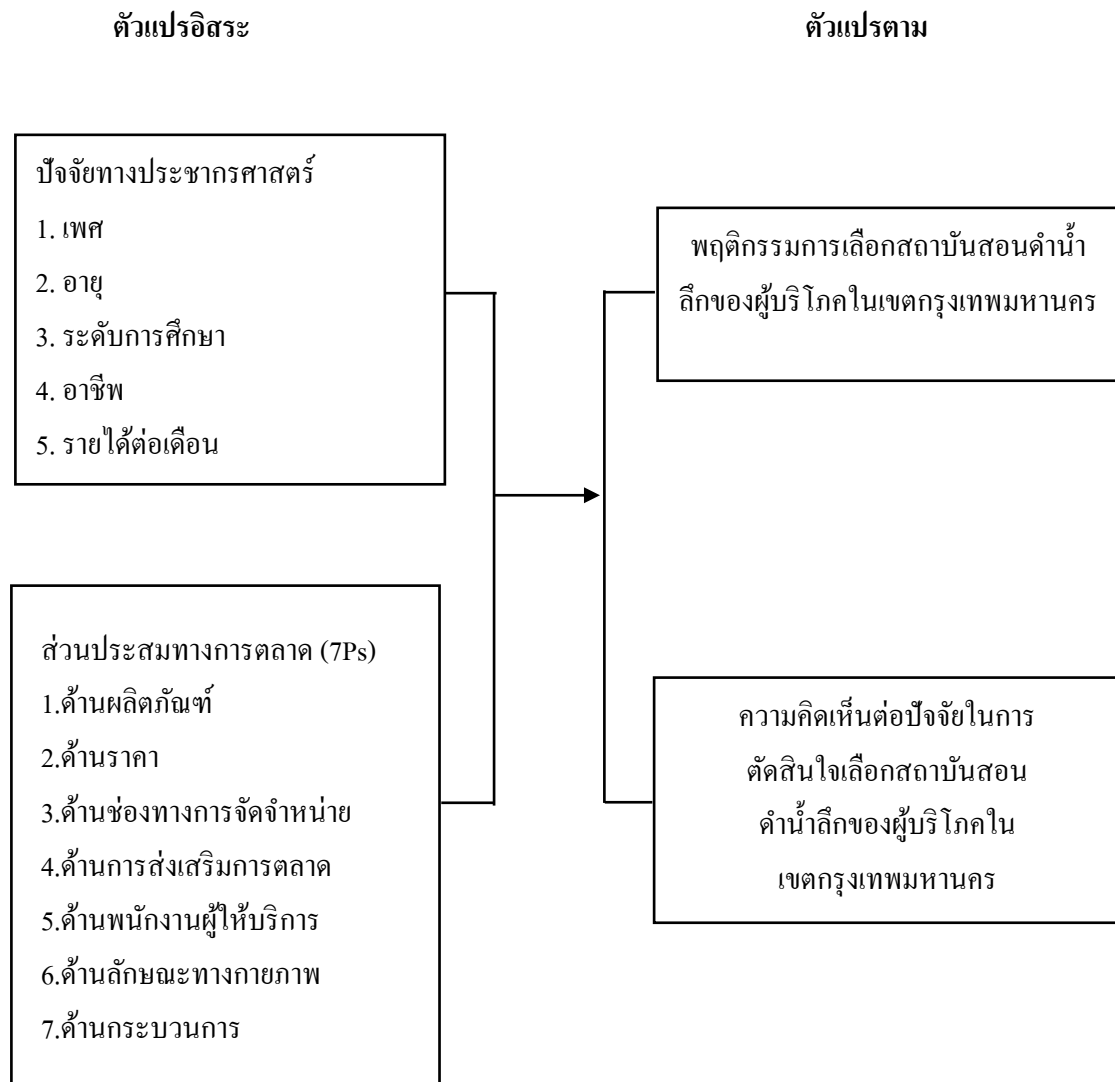 ตัวแปรอิสระ
ตัวแปรตาม
ปัจจัยทางประชากรศาสตร์
1. เพศ
2. อายุ
3. ระดับการศึกษา
4. อาชีพ
5. รายได้ต่อเดือน
พฤติกรรมการเลือกสถาบันสอนดำน้ำ
ลึกของผู้บริโภคในเขตกรุงเทพมหานคร
ส่วนประสมทางการตลาด (7Ps)
1.ด้านผลิตภัณฑ์
2.ด้านราคา
3.ด้านช่องทางการจัดจำหน่าย
4.ด้านการส่งเสริมการตลาด
5.ด้านพนักงานผู้ให้บริการ
6.ด้านลักษณะทางกายภาพ
7.ด้านกระบวนการ
ความคิดเห็นต่อปัจจัยในการ
ตัดสินใจเลือกสถาบันสอน
ดำน้ำลึกของผู้บริโภคใน
เขตกรุงเทพมหานคร